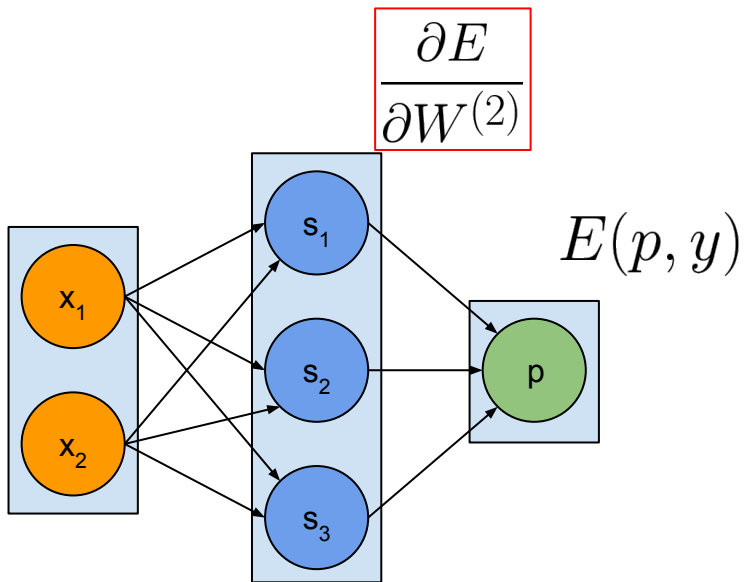 ∂E
∂W⁽²⁾
E(p, y)
x₁
x₂
s₁
s₂
s₃
p